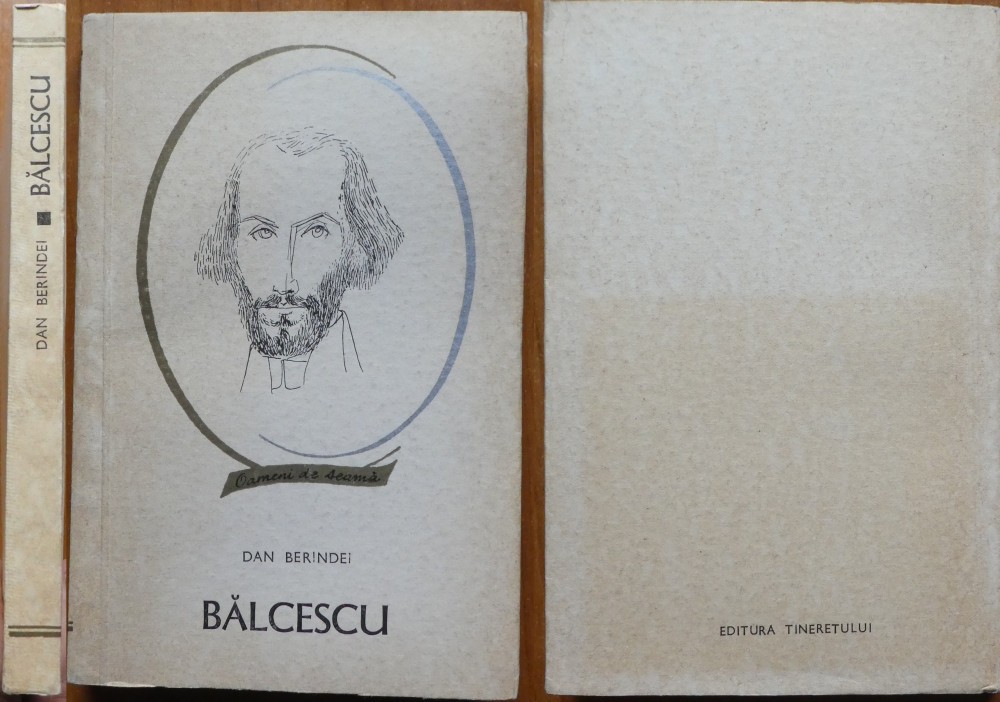 DAN BERINDEI ■ BĂLCESCU
Oameni de seamă
DAN BERINDEI
BĂLCESCU
EDITURA TINERETULUI